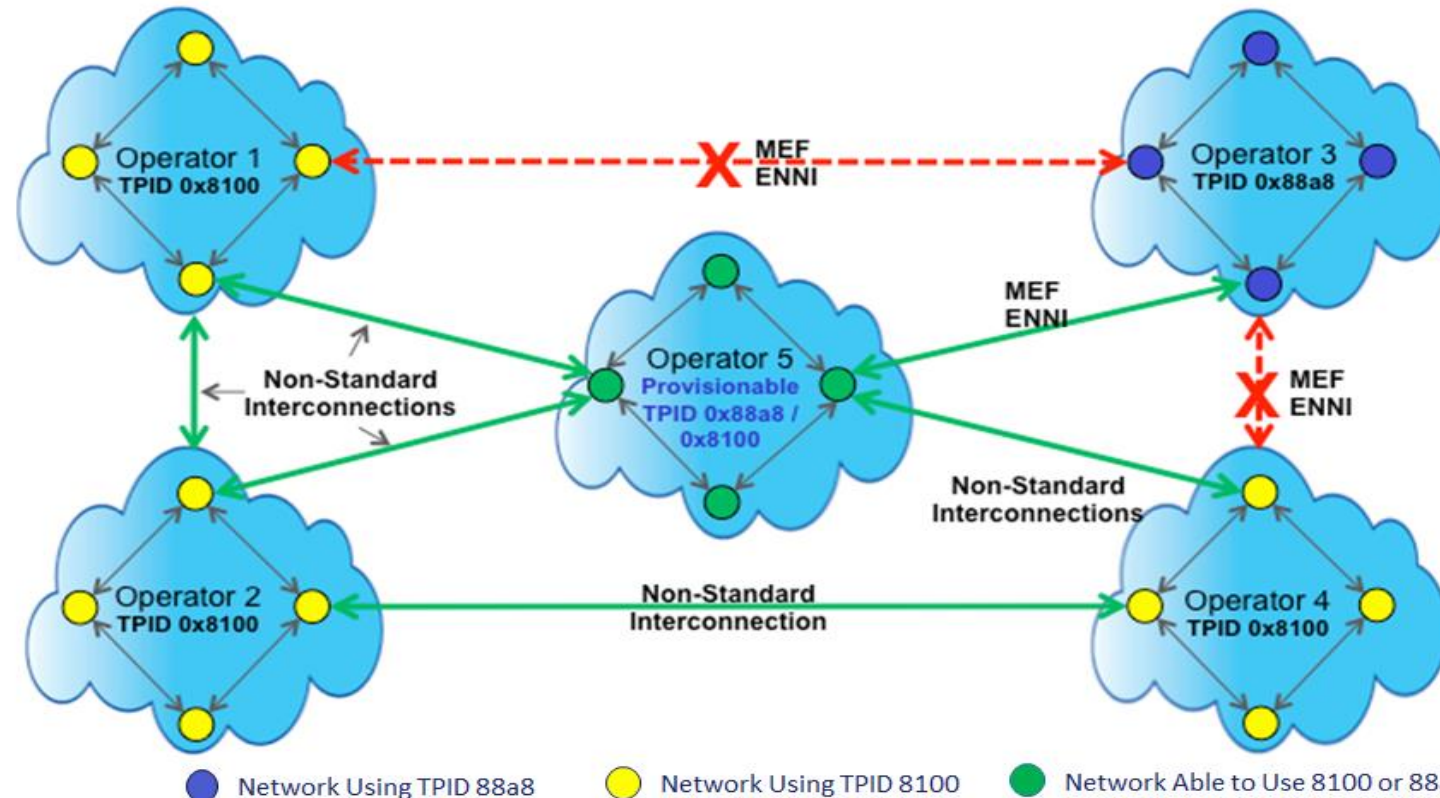 Operator 1
TPID 0x8100
X
MEF
ENNI
Operator 3
TPID 0x88a8
MEF
ENNI
Operator 5
Provisionable
TPID 0x88a8 /
0x8100
Non-Standard
Interconnections
X
MEF
ENNI
Non-Standard
Interconnections
Operator 2
TPID 0x8100
Non-Standard
Interconnection
Operator 4
TPID 0x8100
Network Using TPID 88a8
Network Using TPID 8100
Network Able to Use 8100 or 88